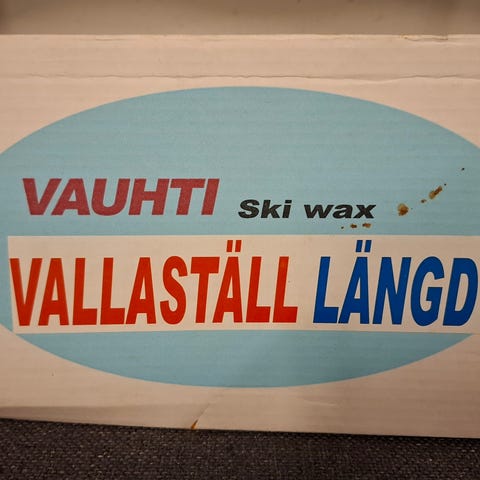 VAUHTI Ski wax
VALLASTÄLL LÄNGD